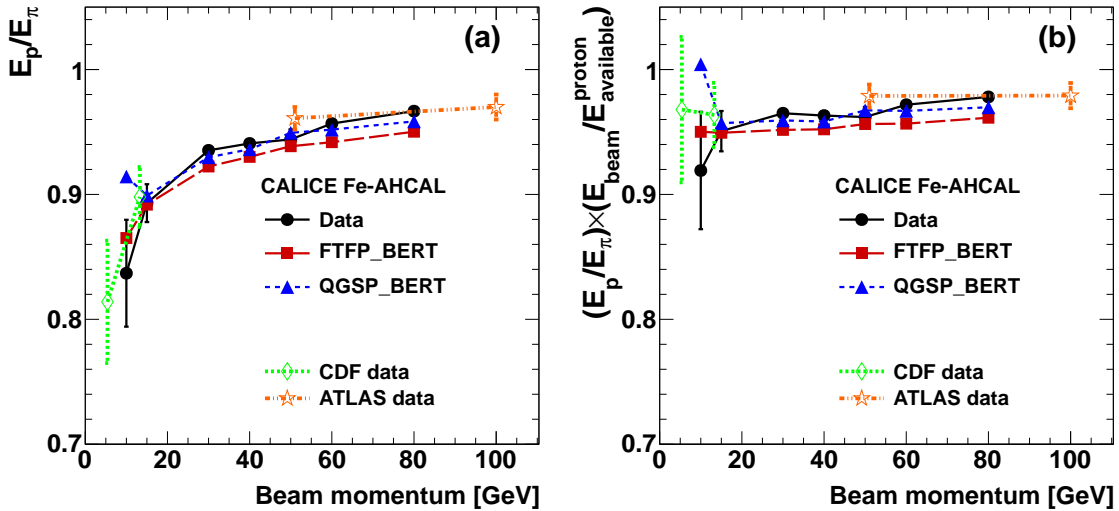 E_p/E_π
(a)
1
0.9
0.8
0.7
CALICE Fe-AHCAL
Data
FTFP_BERT
QGSP_BERT
CDF data
ATLAS data
0 20 40 60 80 100
Beam momentum [GeV]
(E_p/E_π)×(E_beam/E_available^proton)
(b)
1
0.9
0.8
0.7
CALICE Fe-AHCAL
Data
FTFP_BERT
QGSP_BERT
CDF data
ATLAS data
0 20 40 60 80 100
Beam momentum [GeV]